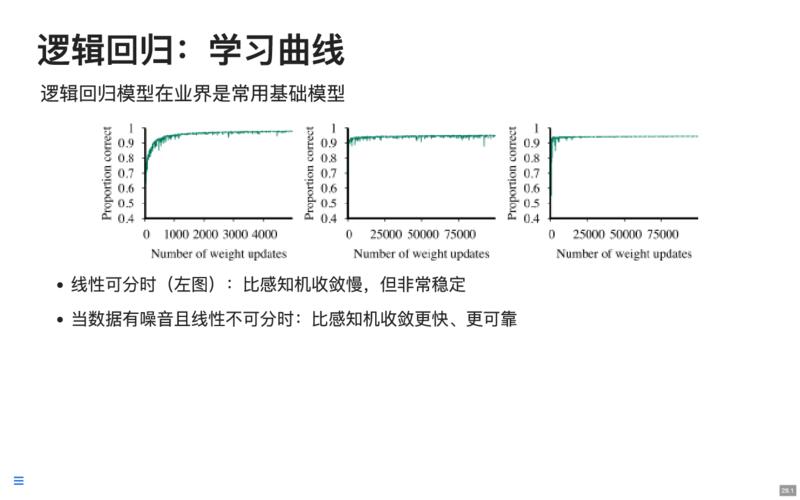 逻辑回归：学习曲线
逻辑回归模型在业界是常用基础模型
Proportion correct
1
0.9
0.8
0.7
0.6
0.5
0.4
0 1000 2000 3000 4000
Number of weight updates
Proportion correct
1
0.9
0.8
0.7
0.6
0.5
0.4
0 25000 50000 75000
Number of weight updates
Proportion correct
1
0.9
0.8
0.7
0.6
0.5
0.4
0 25000 50000 75000
Number of weight updates
• 线性可分时（左图）：比感知机收敛慢，但非常稳定
• 当数据有噪音且线性不可分时：比感知机收敛更快、更可靠